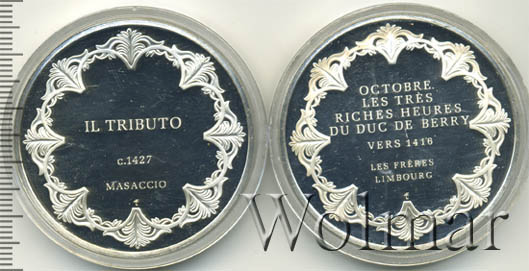 IL TRIBUTO
c.1427
MASACCIO
OCTOBRE.
LES TRÈS
RICHES HEURES
DU DUC DE BERRY
VERS 1416
LES FRÈRES
LIMBOURG
Wolmar